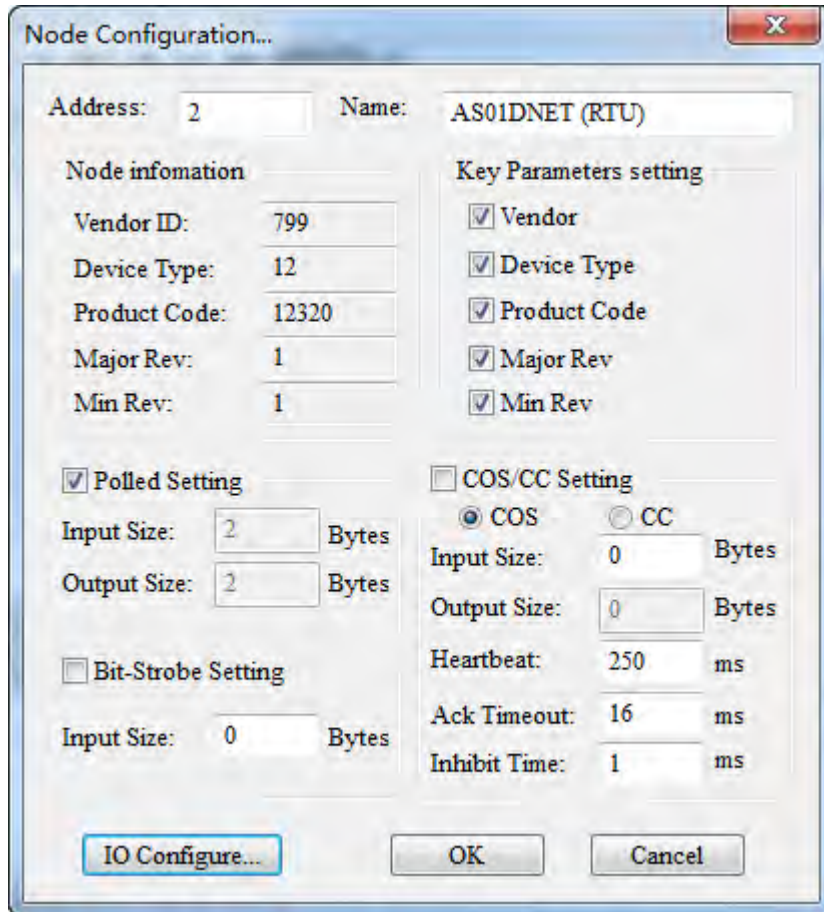 Node Configuration...
Address: 2 Name: AS01DNET (RTU)
Node infomation
Vendor ID: 799
Device Type: 12
Product Code: 12320
Major Rev: 1
Min Rev: 1
Key Parameters setting
Vendor
Device Type
Product Code
Major Rev
Min Rev
Polled Setting
Input Size: 2 Bytes
Output Size: 2 Bytes
Bit-Strobe Setting
Input Size: 0 Bytes
COS/CC Setting
COS CC
Input Size: 0 Bytes
Output Size: 0 Bytes
Heartbeat: 250 ms
Ack Timeout: 16 ms
Inhibit Time: 1 ms
IO Configure... OK Cancel